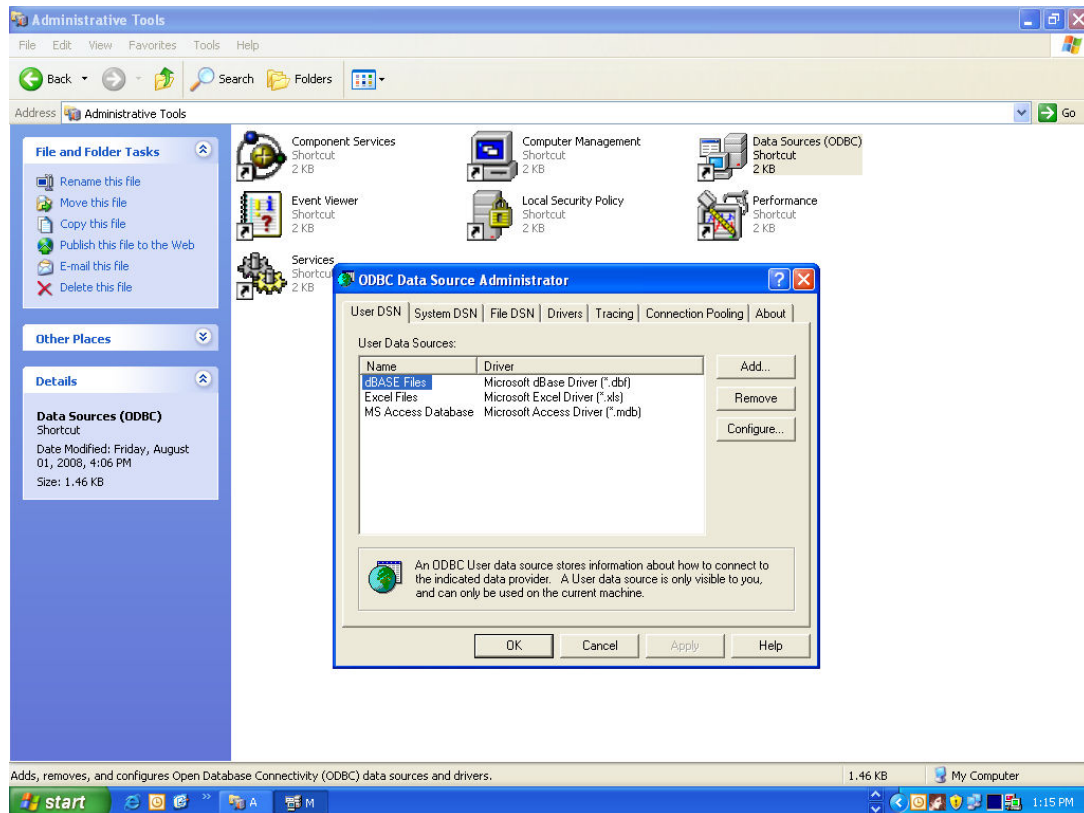 Administrative Tools
File Edit View Favorites Tools Help
Back Search Folders
Address Administrative Tools Go
File and Folder Tasks
Rename this file
Move this file
Copy this file
Publish this file to the Web
E-mail this file
Delete this file
Other Places
Details
Data Sources (ODBC)
Shortcut
Date Modified: Friday, August
01, 2008, 4:06 PM
Size: 1.46 KB
Component Services
Shortcut
2 KB
Computer Management
Shortcut
2 KB
Data Sources (ODBC)
Shortcut
2 KB
Event Viewer
Shortcut
2 KB
Local Security Policy
Shortcut
2 KB
Performance
Shortcut
2 KB
Services
Shortcut
2 KB
ODBC Data Source Administrator
User DSN System DSN File DSN Drivers Tracing Connection Pooling About
User Data Sources:
Name Driver
dBASE Files Microsoft dBase Driver (*.dbf)
Excel Files Microsoft Excel Driver (*.xls)
MS Access Database Microsoft Access Driver (*.mdb)
Add...
Remove
Configure...
An ODBC User data source stores information about how to connect to
the indicated data provider. A User data source is only visible to you,
and can only be used on the current machine.
OK Cancel Apply Help
Adds, removes, and configures Open Database Connectivity (ODBC) data sources and drivers. 1.46 KB My Computer
start A M 1:15 PM